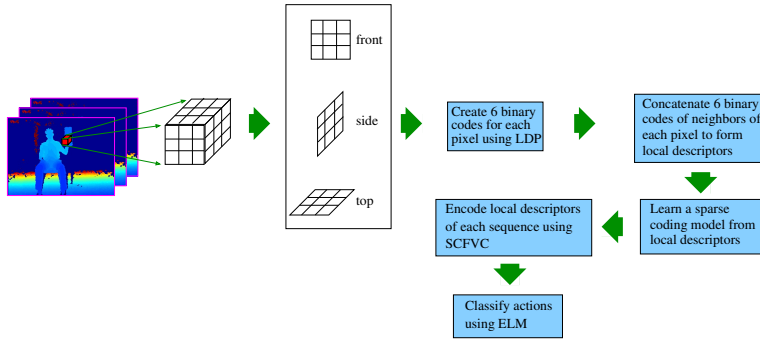 front
side
top
Create 6 binary
codes for each
pixel using LDP
Concatenate 6 binary
codes of neighbors of
each pixel to form
local descriptors
Learn a sparse
coding model from
local descriptors
Encode local descriptors
of each sequence using
SCFVC
Classify actions
using ELM